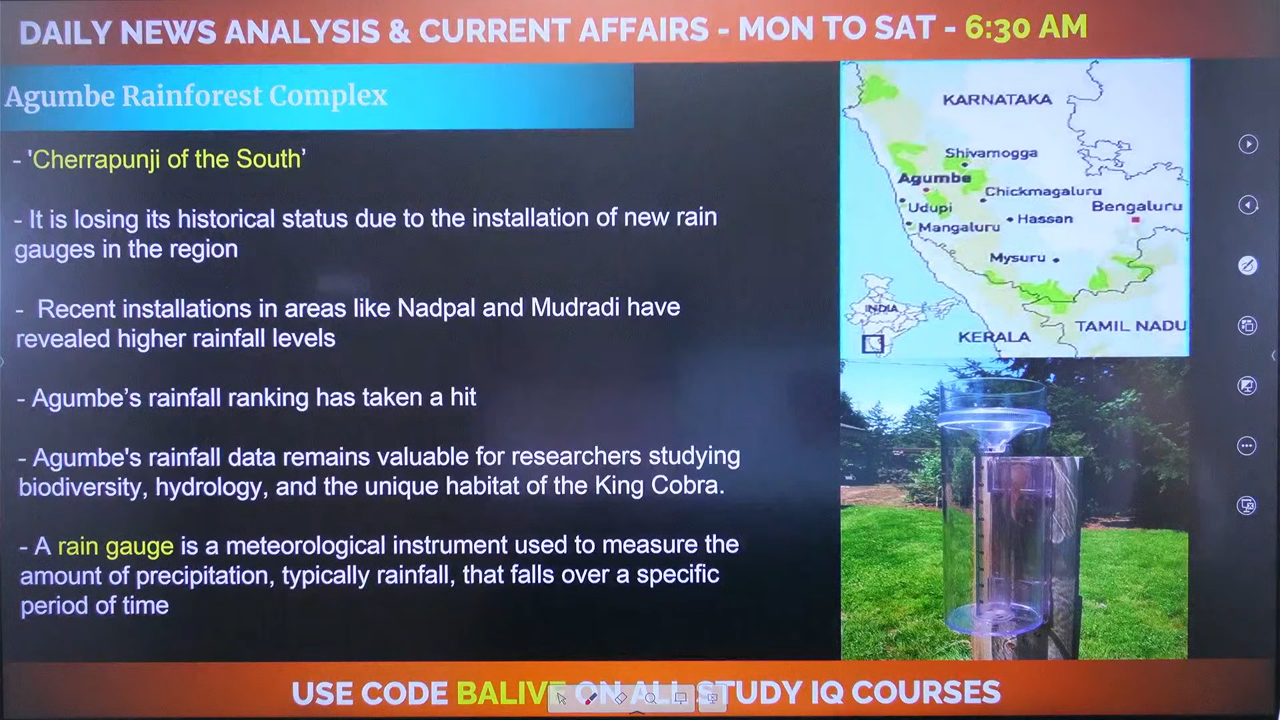 DAILY NEWS ANALYSIS & CURRENT AFFAIRS - MON TO SAT - 6:30 AM
Agumbe Rainforest Complex
- 'Cherrapunji of the South'
- It is losing its historical status due to the installation of new rain
gauges in the region
- Recent installations in areas like Nadpal and Mudradi have
revealed higher rainfall levels
- Agumbe's rainfall ranking has taken a hit
- Agumbe's rainfall data remains valuable for researchers studying
biodiversity, hydrology, and the unique habitat of the King Cobra.
- A rain gauge is a meteorological instrument used to measure the
amount of precipitation, typically rainfall, that falls over a specific
period of time
KARNATAKA
Shivamogga
Agumbe
Chickmagaluru
Udupi
Bengaluru
Hassan
Mangaluru
Mysuru
INDIA
KERALA
TAMIL NADU
USE CODE BALIVE ON ALL STUDY IQ COURSES